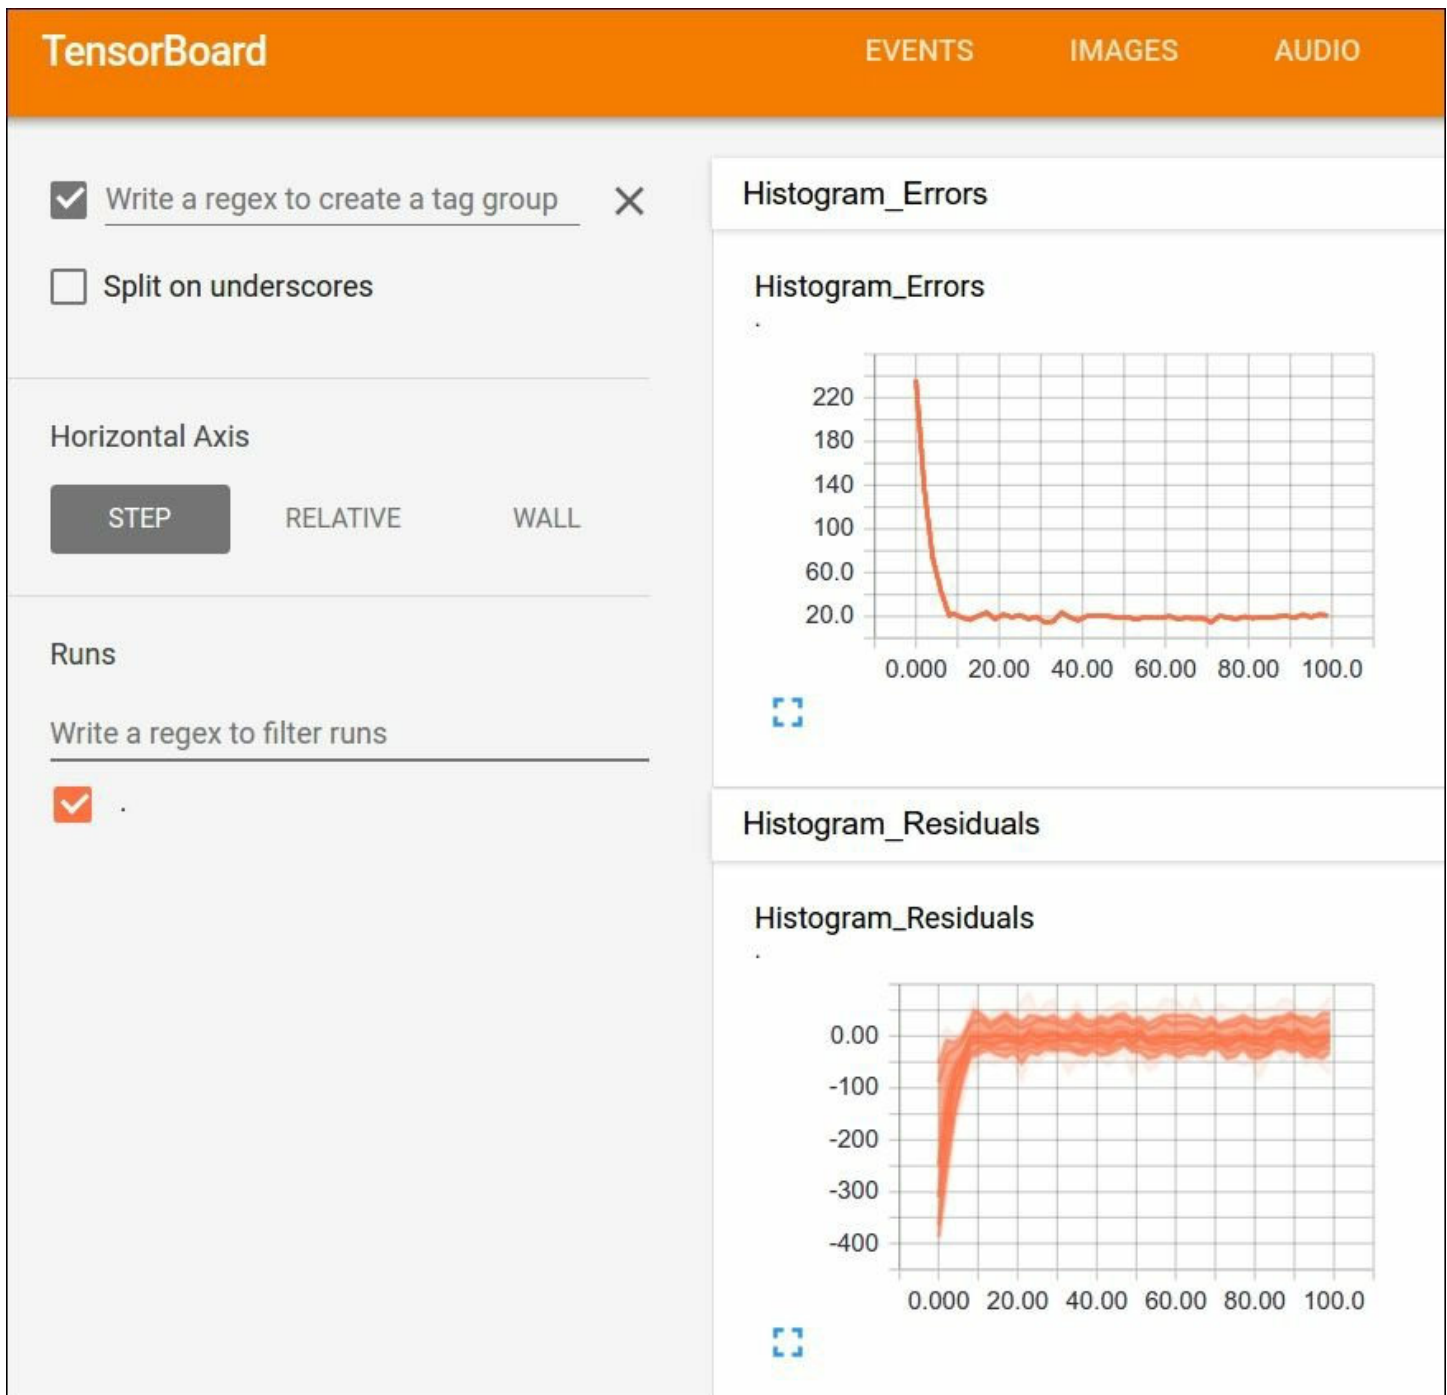 TensorBoard
EVENTS IMAGES AUDIO
Write a regex to create a tag group
Split on underscores
Horizontal Axis
STEP RELATIVE WALL
Runs
Write a regex to filter runs
.
Histogram_Errors
Histogram_Errors
.
220
180
140
100
60.0
20.0
0.000 20.00 40.00 60.00 80.00 100.0
Histogram_Residuals
Histogram_Residuals
.
0.00
-100
-200
-300
-400
0.000 20.00 40.00 60.00 80.00 100.0